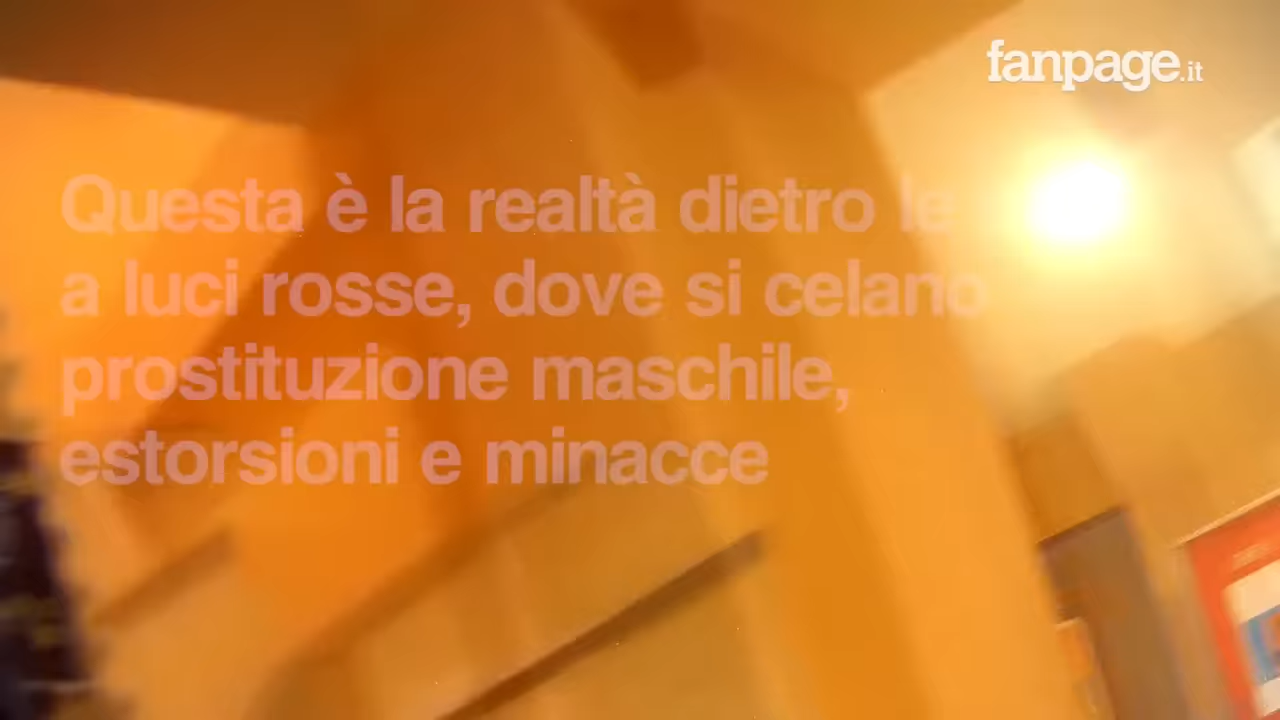 fanpage.it
Questa è la realtà dietro le
a luci rosse, dove si celano
prostituzione maschile,
estorsioni e minacce